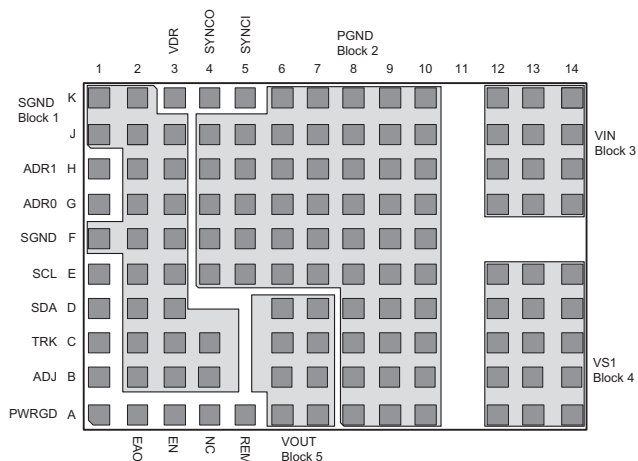 VDR
SYNCO
SYNCI
PGND
Block 2
1 2 3 4 5 6 7 8 9 10 11 12 13 14
SGND
Block 1
K
J
VIN
Block 3
ADR1 H
ADR0 G
SGND F
SCL E
SDA D
TRK C
ADJ B
PWRGD A
VS1
Block 4
EAO
EN
NC
REM
VOUT
Block 5